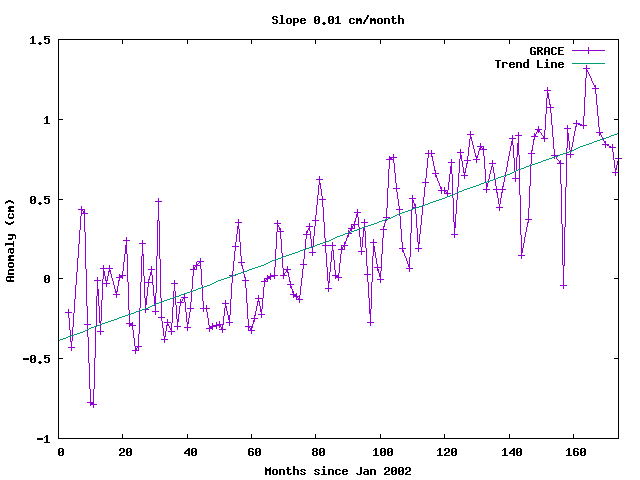 Slope 0.01 cm/month
GRACE
Trend Line
1.5
1
0.5
0
-0.5
-1
Anomaly (cm)
0 20 40 60 80 100 120 140 160
Months since Jan 2002